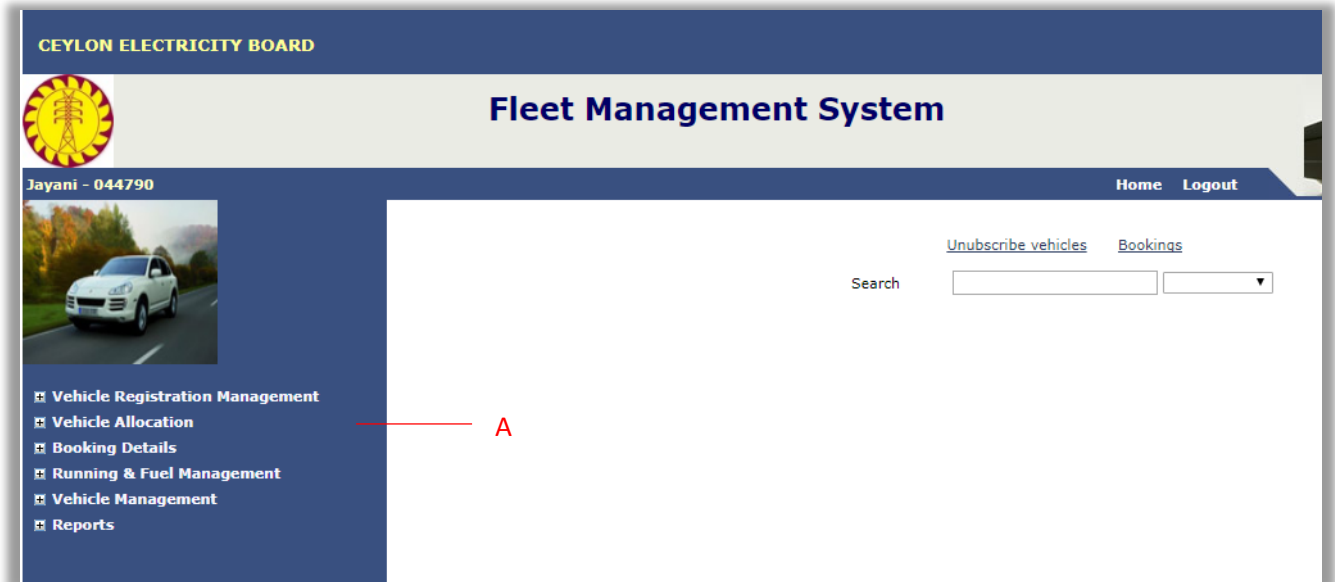 CEYLON ELECTRICITY BOARD
Fleet Management System
Jayani - 044790
Home Logout
Unubscribe vehicles Bookings
Search
Vehicle Registration Management
Vehicle Allocation
A
Booking Details
Running & Fuel Management
Vehicle Management
Reports